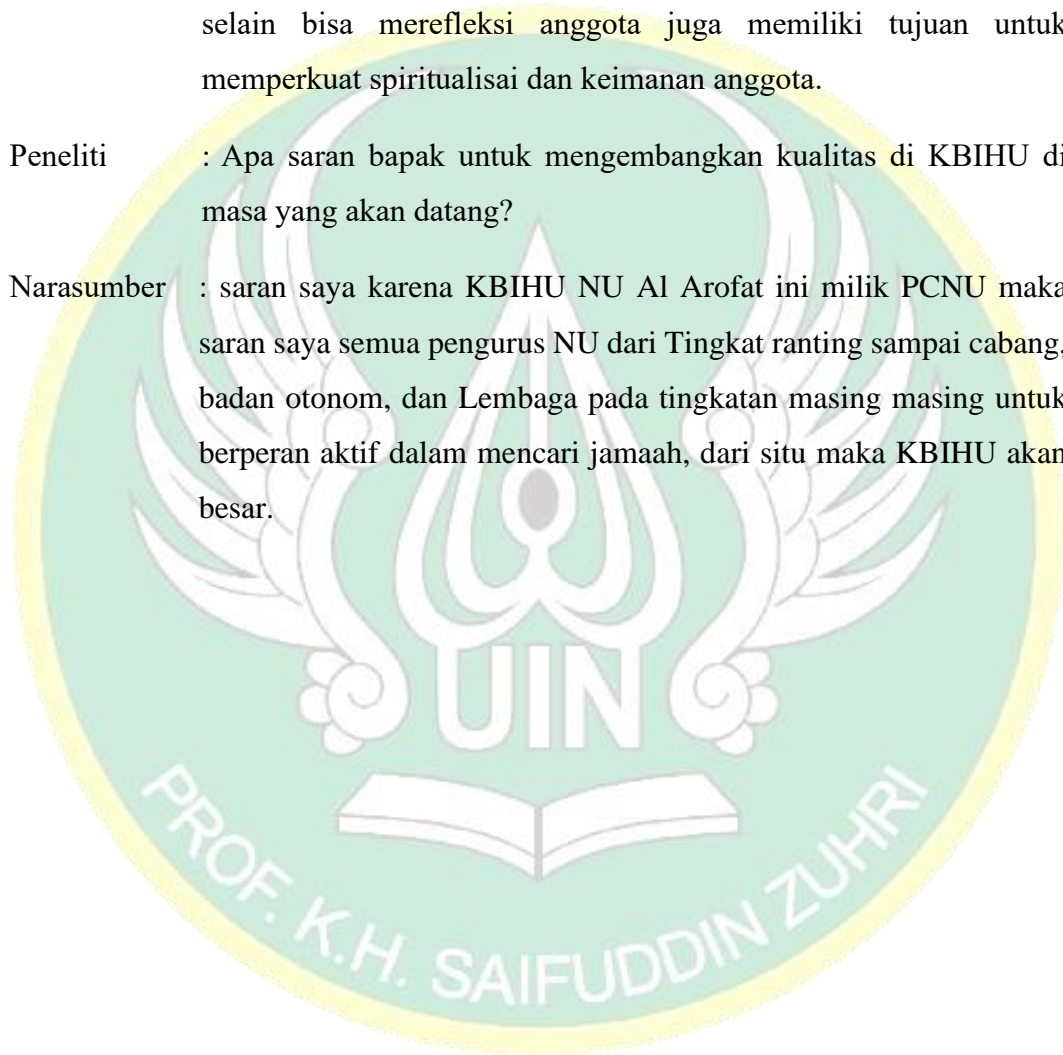 selain bisa merefleksi anggota juga memiliki tujuan untuk
memperkuat spiritualisai dan keimanan anggota.
Peneliti : Apa saran bapak untuk mengembangkan kualitas di KBIHU di
masa yang akan datang?
Narasumber : saran saya karena KBIHU NU Al Arofat ini milik PCNU maka
saran saya semua pengurus NU dari Tingkat ranting sampai cabang,
badan otonom, dan Lembaga pada tingkatan masing masing untuk
berperan aktif dalam mencari jamaah, dari situ maka KBIHU akan
besar.
UIN
PROF. K.H. SAIFUDDIN ZUHRI